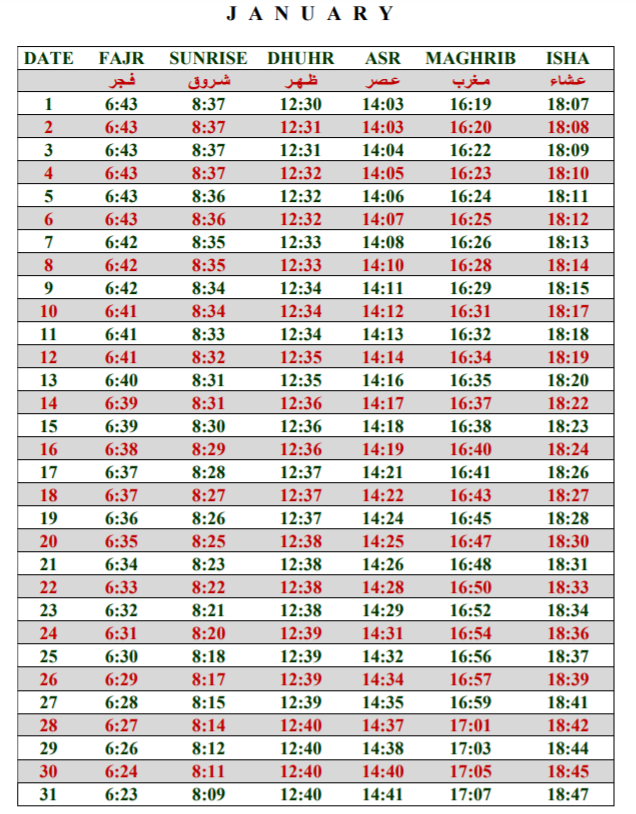 J A N U A R Y
DATE FAJR SUNRISE DHUHR ASR MAGHRIB ISHA
فجر شروق ظهر عصر مغرب عشاء
1 6:43 8:37 12:30 14:03 16:19 18:07
2 6:43 8:37 12:31 14:03 16:20 18:08
3 6:43 8:37 12:31 14:04 16:22 18:09
4 6:43 8:37 12:32 14:05 16:23 18:10
5 6:43 8:36 12:32 14:06 16:24 18:11
6 6:43 8:36 12:32 14:07 16:25 18:12
7 6:42 8:35 12:33 14:08 16:26 18:13
8 6:42 8:35 12:33 14:10 16:28 18:14
9 6:42 8:34 12:34 14:11 16:29 18:15
10 6:41 8:34 12:34 14:12 16:31 18:17
11 6:41 8:33 12:34 14:13 16:32 18:18
12 6:41 8:32 12:35 14:14 16:34 18:19
13 6:40 8:31 12:35 14:16 16:35 18:20
14 6:39 8:31 12:36 14:17 16:37 18:22
15 6:39 8:30 12:36 14:18 16:38 18:23
16 6:38 8:29 12:36 14:19 16:40 18:24
17 6:37 8:28 12:37 14:21 16:41 18:26
18 6:37 8:27 12:37 14:22 16:43 18:27
19 6:36 8:26 12:37 14:24 16:45 18:28
20 6:35 8:25 12:38 14:25 16:47 18:30
21 6:34 8:23 12:38 14:26 16:48 18:31
22 6:33 8:22 12:38 14:28 16:50 18:33
23 6:32 8:21 12:38 14:29 16:52 18:34
24 6:31 8:20 12:39 14:31 16:54 18:36
25 6:30 8:18 12:39 14:32 16:56 18:37
26 6:29 8:17 12:39 14:34 16:57 18:39
27 6:28 8:15 12:39 14:35 16:59 18:41
28 6:27 8:14 12:40 14:37 17:01 18:42
29 6:26 8:12 12:40 14:38 17:03 18:44
30 6:24 8:11 12:40 14:40 17:05 18:45
31 6:23 8:09 12:40 14:41 17:07 18:47